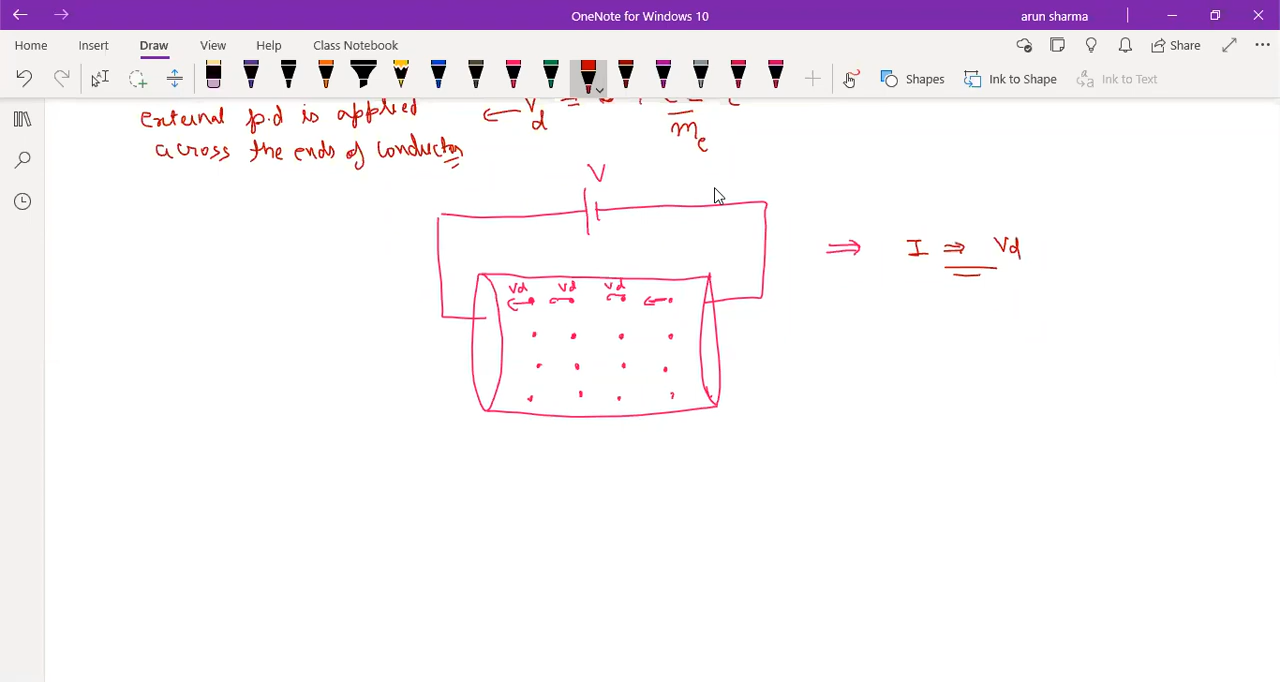 OneNote for Windows 10
arun sharma
Home Insert Draw View Help Class Notebook
Share
Shapes
Ink to Shape
Ink to Text
external p.d is applied
across the ends of conductor
d
me
V
I ⇒ Vd
Vd Vd Vd